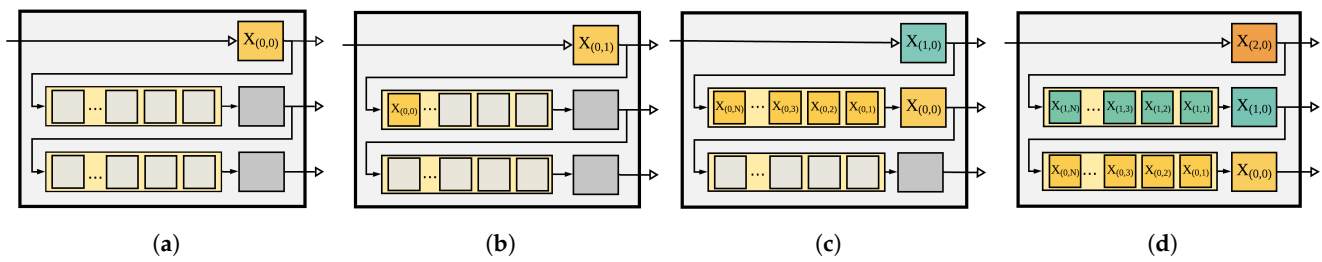 X(0,0)
...
...
(a)
X(0,1)
X(0,0) ...
...
(b)
X(1,0)
X(0,N) ... X(0,3) X(0,2) X(0,1) X(0,0)
...
(c)
X(2,0)
X(1,N) ... X(1,3) X(1,2) X(1,1) X(1,0)
X(0,N) ... X(0,3) X(0,2) X(0,1) X(0,0)
(d)